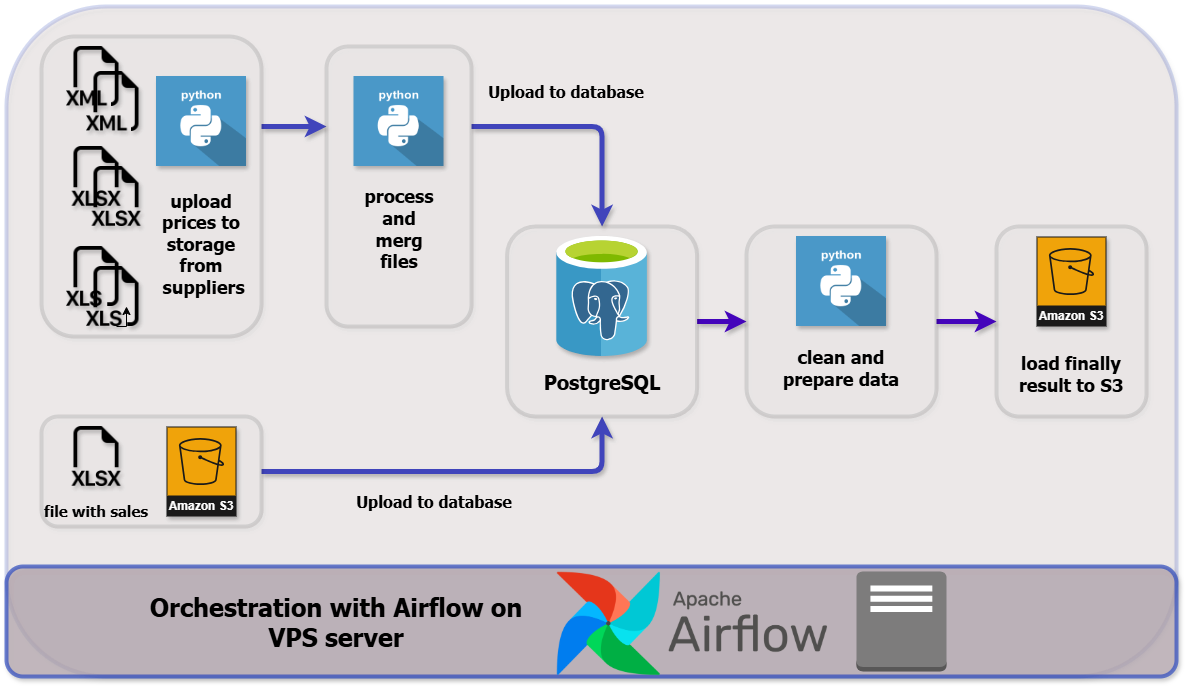 XML
XML
XLSX
XLSX
XLS
XLS
python
upload
prices to
storage
from
suppliers
python
process
and
merg
files
Upload to database
PostgreSQL
python
clean and
prepare data
Amazon S3
load finally
result to S3
XLSX
file with sales
Amazon S3
Upload to database
Orchestration with Airflow on
VPS server
Apache
Airflow